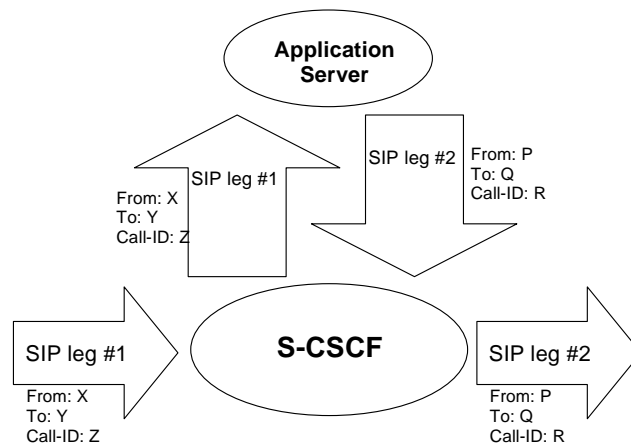 Application
Server
SIP leg #1
From: X
To: Y
Call-ID: Z
SIP leg #2
From: P
To: Q
Call-ID: R
SIP leg #1
From: X
To: Y
Call-ID: Z
S-CSCF
SIP leg #2
From: P
To: Q
Call-ID: R